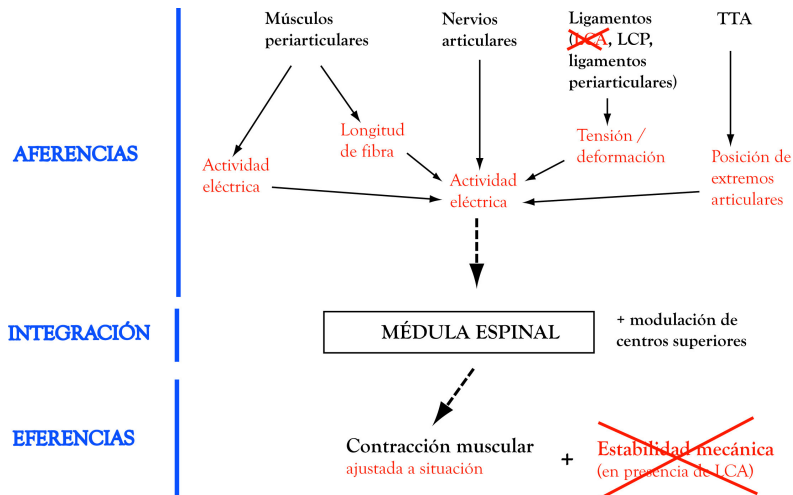 Músculos
periarticulares
Nervios
articulares
Ligamentos
(LCA, LCP,
ligamentos
periarticulares)
TTA
AFERENCIAS
Longitud
de fibra
Tensión /
deformación
Actividad
eléctrica
Actividad
eléctrica
Posición de
extremos
articulares
INTEGRACIÓN
MÉDULA ESPINAL
+ modulación de
centros superiores
EFERENCIAS
Contracción muscular
ajustada a situación
+
Estabilidad mecánica
(en presencia de LCA)